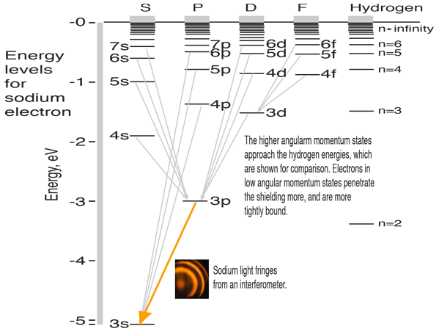 S P D F Hydrogen
-0
n=infinity
7s 7p 6d 6f n=6
6s 6p 5d 5f n=5
Energy
levels
for
sodium
electron
5s 5p 4d 4f n=4
-1
4p 3d n=3
4s
-2
The higher angularm momentum states
approach the hydrogen energies, which
are shown for comparison. Electrons in
low angular momentum states penetrate
the shielding more, and are more
tightly bound.
Energy, eV
-3
3p
n=2
-4
Sodium light fringes
from an interferometer.
-5
3s